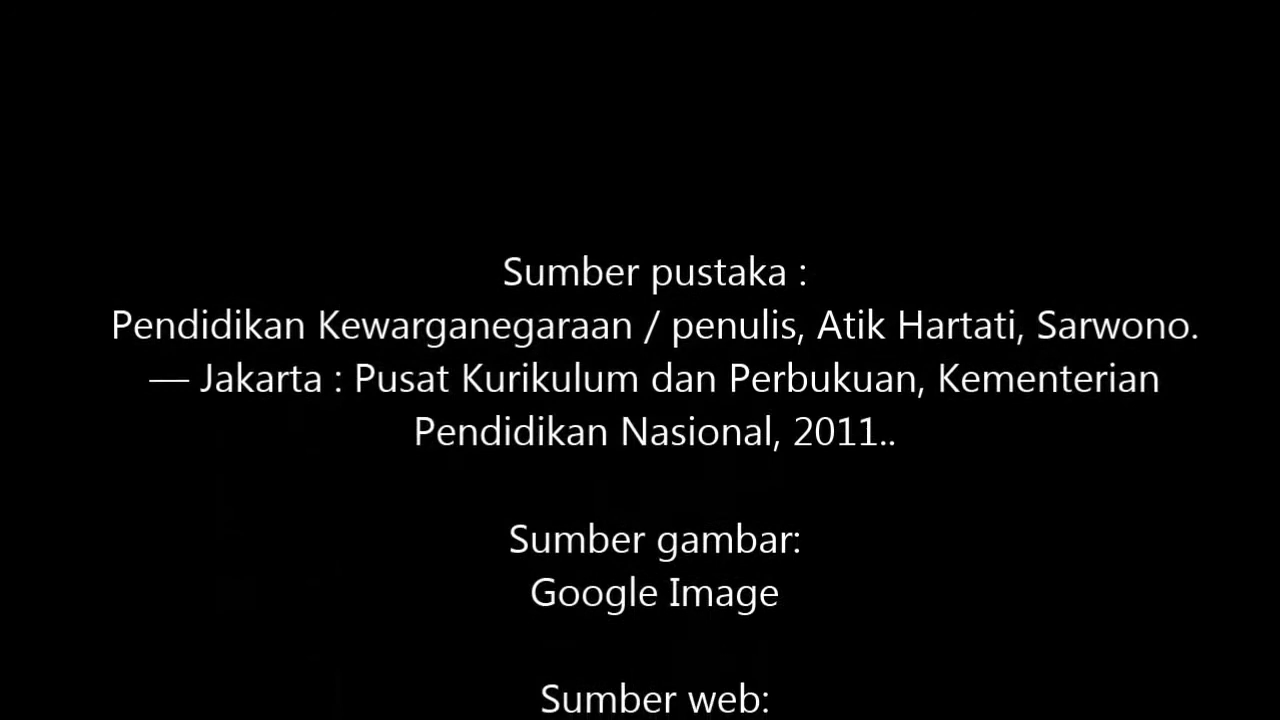 Sumber pustaka :
Pendidikan Kewarganegaraan / penulis, Atik Hartati, Sarwono.
— Jakarta : Pusat Kurikulum dan Perbukuan, Kementerian
Pendidikan Nasional, 2011..
Sumber gambar:
Google Image
Sumber web: